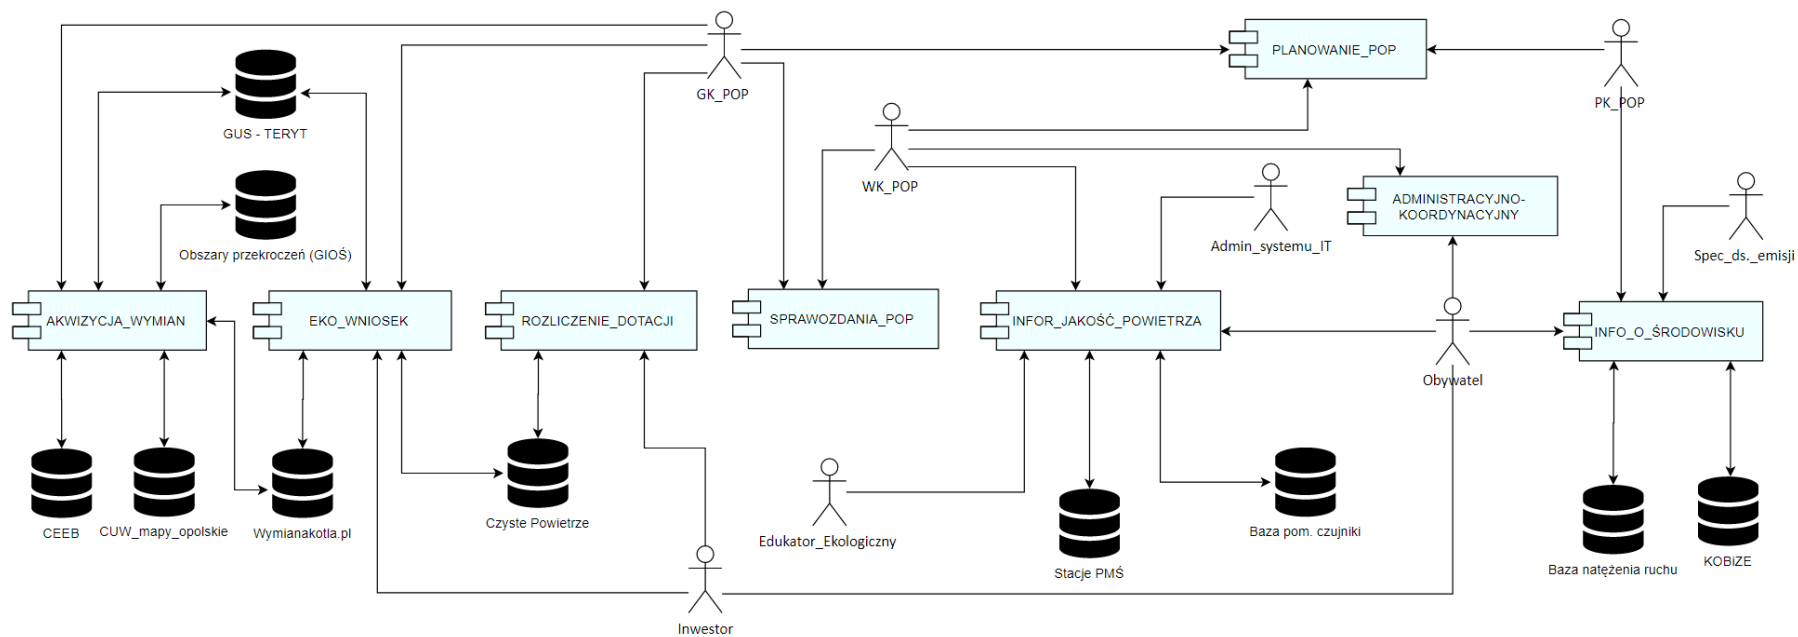 PLANOWANIE_POP
GK_POP
PK_POP
GUS - TERYT
WK_POP
ADMINISTRACYJNO-
KOORDYNACYJNY
Admin_systemu_IT
Obszary przekroczeń (GIOŚ)
Spec_ds._emisji
AKWIZYCJA_WYMIAN
EKO_WNIOSEK
ROZLICZENIE_DOTACJI
SPRAWOZDANIA_POP
INFOR_JAKOŚĆ_POWIETRZA
INFO_O_ŚRODOWISKU
Obywatel
CEEB
CUW_mapy_opolskie
Wymianakotla.pl
Czyste Powietrze
Edukator_Ekologiczny
Stacje PMŚ
Baza pom. czujniki
Baza natężenia ruchu
KOBiZE
Inwestor